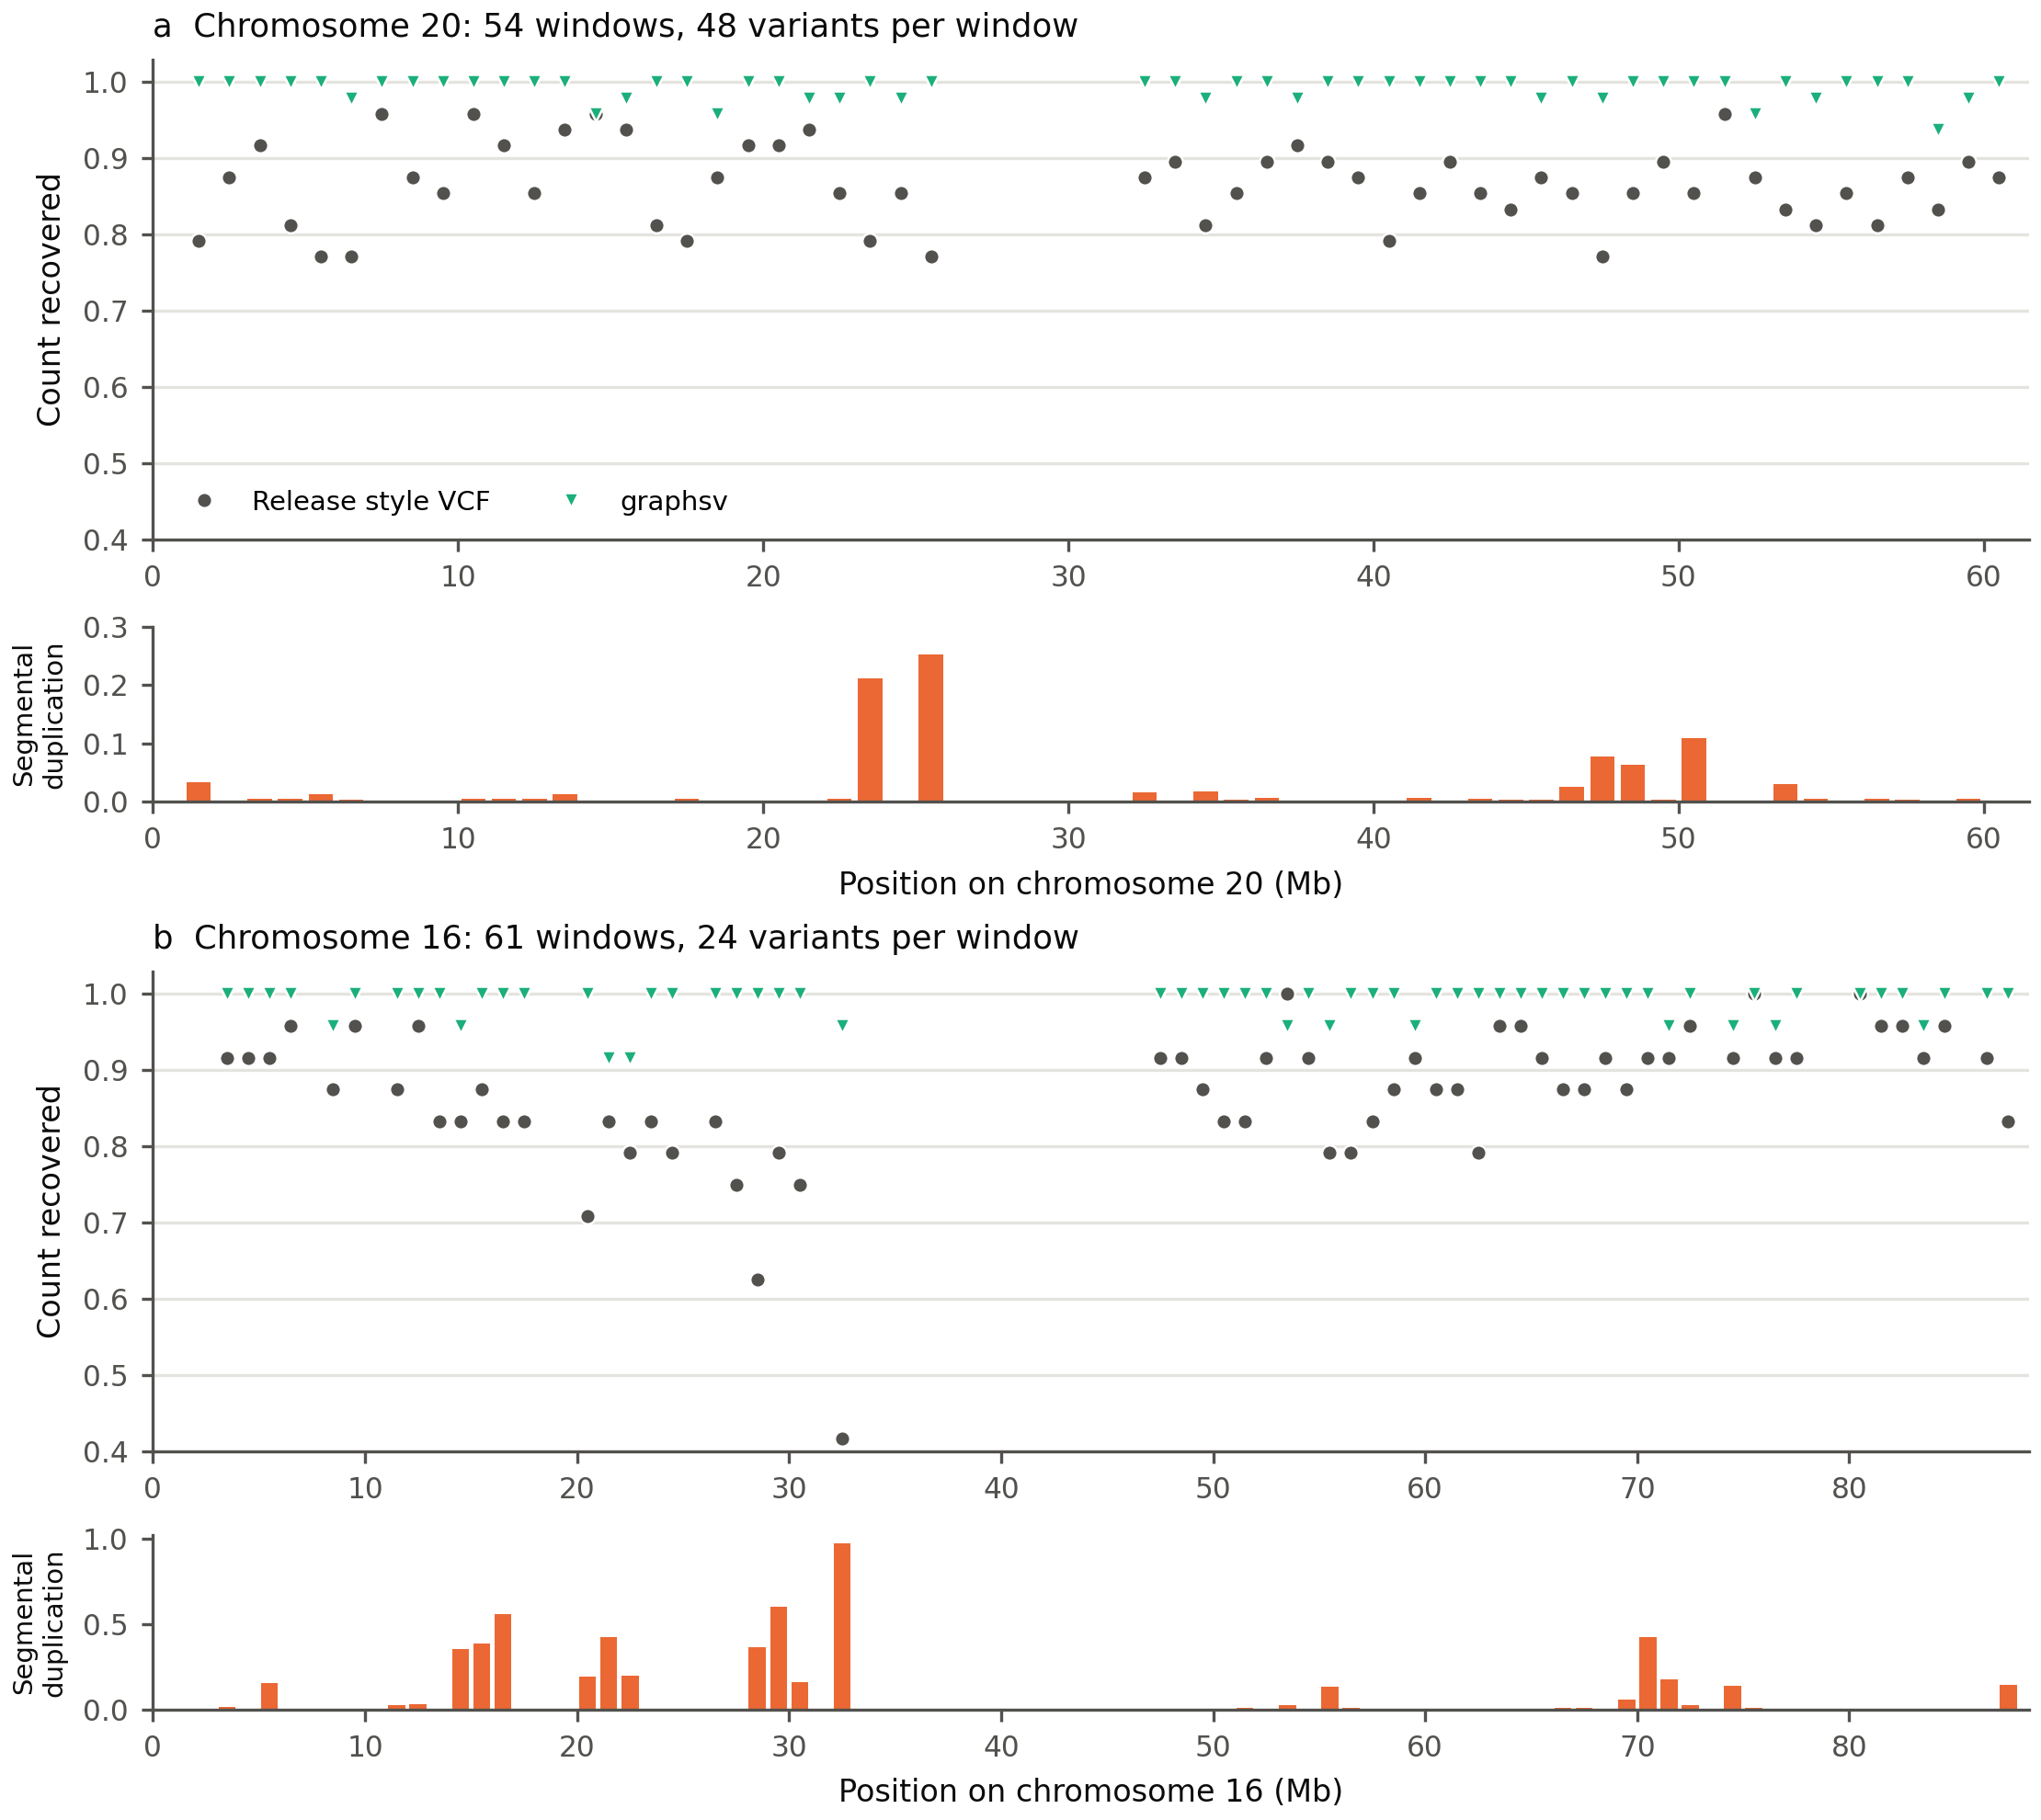 a  Chromosome 20: 54 windows, 48 variants per window
Count recovered
1.0
0.9
0.8
0.7
0.6
0.5
0.4
Release style VCF
graphsv
0 10 20 30 40 50 60
Segmental
duplication
0.3
0.2
0.1
0.0
0 10 20 30 40 50 60
Position on chromosome 20 (Mb)
b  Chromosome 16: 61 windows, 24 variants per window
Count recovered
1.0
0.9
0.8
0.7
0.6
0.5
0.4
0 10 20 30 40 50 60 70 80
Segmental
duplication
1.0
0.5
0.0
0 10 20 30 40 50 60 70 80
Position on chromosome 16 (Mb)